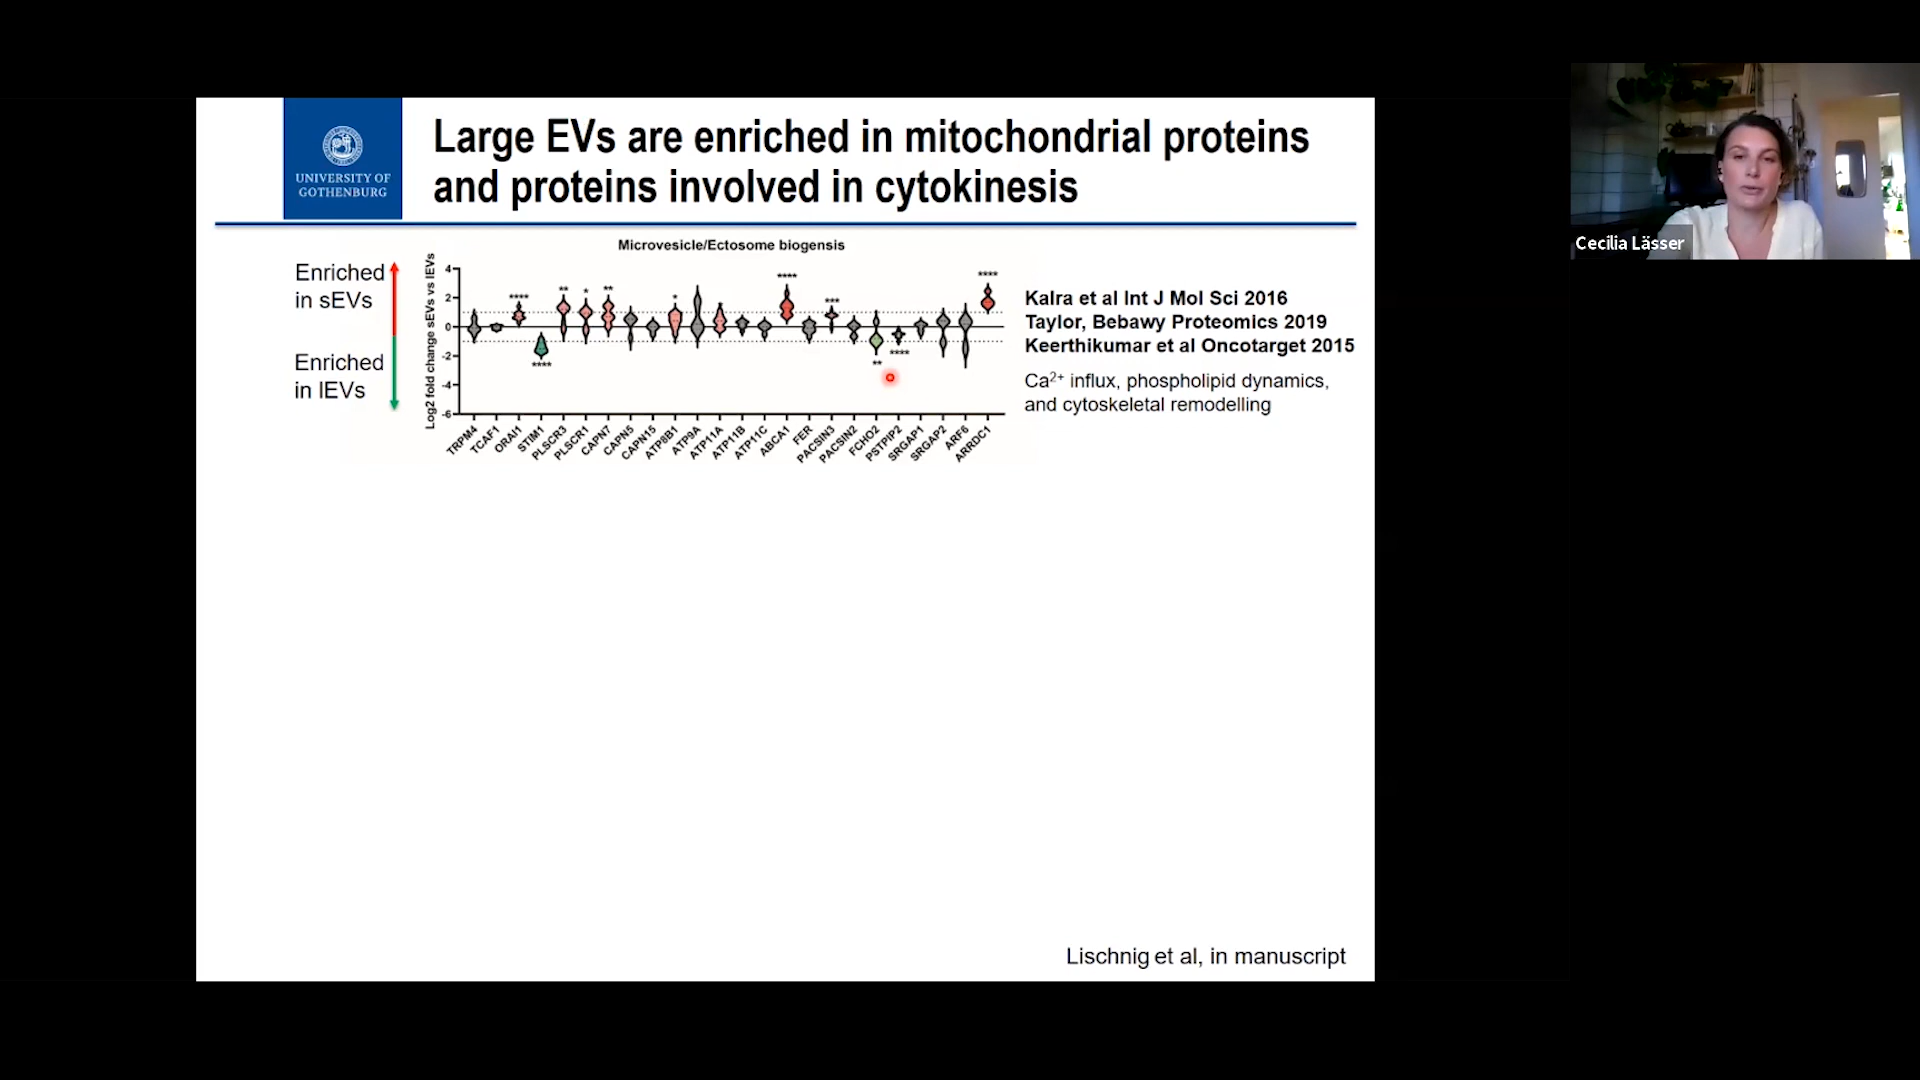 UNIVERSITY OF
GOTHENBURG
Large EVs are enriched in mitochondrial proteins
and proteins involved in cytokinesis
Cecilia Lässer
Enriched
in sEVs
Enriched
in lEVs
Microvesicle/Ectosome biogensis
Log2 fold change sEVs vs lEVs
4
2
0
-2
-4
-6
****
****
**
*
**
*
****
***
**
****
****
TRPM4
TCAF1
ORAI1
STIM1
PLSCR3
PLSCR1
CAPN7
CAPN5
CAPN15
ATP8B1
ATP9A
ATP11A
ATP11B
ATP11C
ABCA1
FER
PACSIN3
PACSIN2
FCHO2
PSTPIP2
SRGAP1
SRGAP2
ARF6
ARRDC1
Kalra et al Int J Mol Sci 2016
Taylor, Bebawy Proteomics 2019
Keerthikumar et al Oncotarget 2015
Ca2+ influx, phospholipid dynamics,
and cytoskeletal remodelling
Lischnig et al, in manuscript